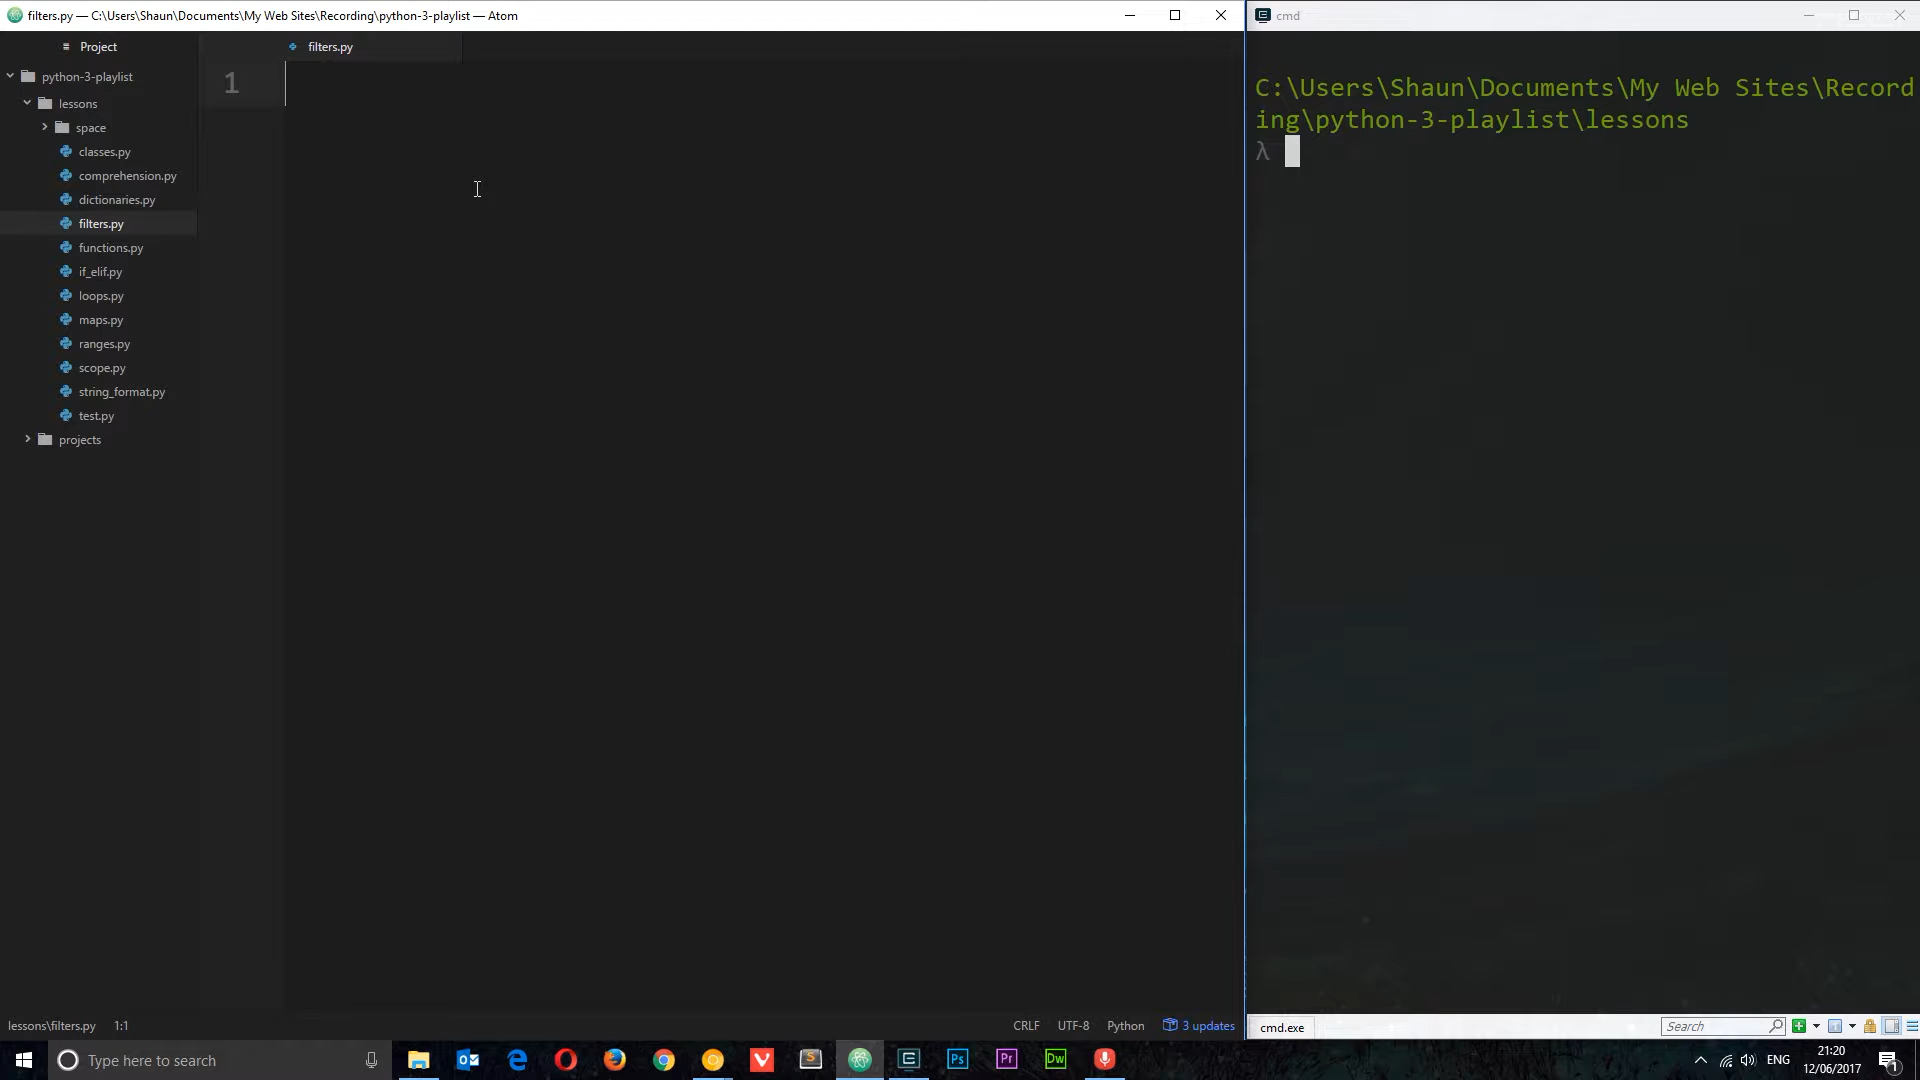 filters.py — C:\Users\Shaun\Documents\My Web Sites\Recording\python-3-playlist — Atom
Project
python-3-playlist
lessons
space
classes.py
comprehension.py
dictionaries.py
filters.py
functions.py
if_elif.py
loops.py
maps.py
ranges.py
scope.py
string_format.py
test.py
projects
filters.py
1
lessons\filters.py 1:1
CRLF UTF-8 Python 3 updates
cmd
C:\Users\Shaun\Documents\My Web Sites\Record
ing\python-3-playlist\lessons
λ
cmd.exe
Search
Type here to search
S
Ps
Pr
Dw
ENG
21:20
12/06/2017
1